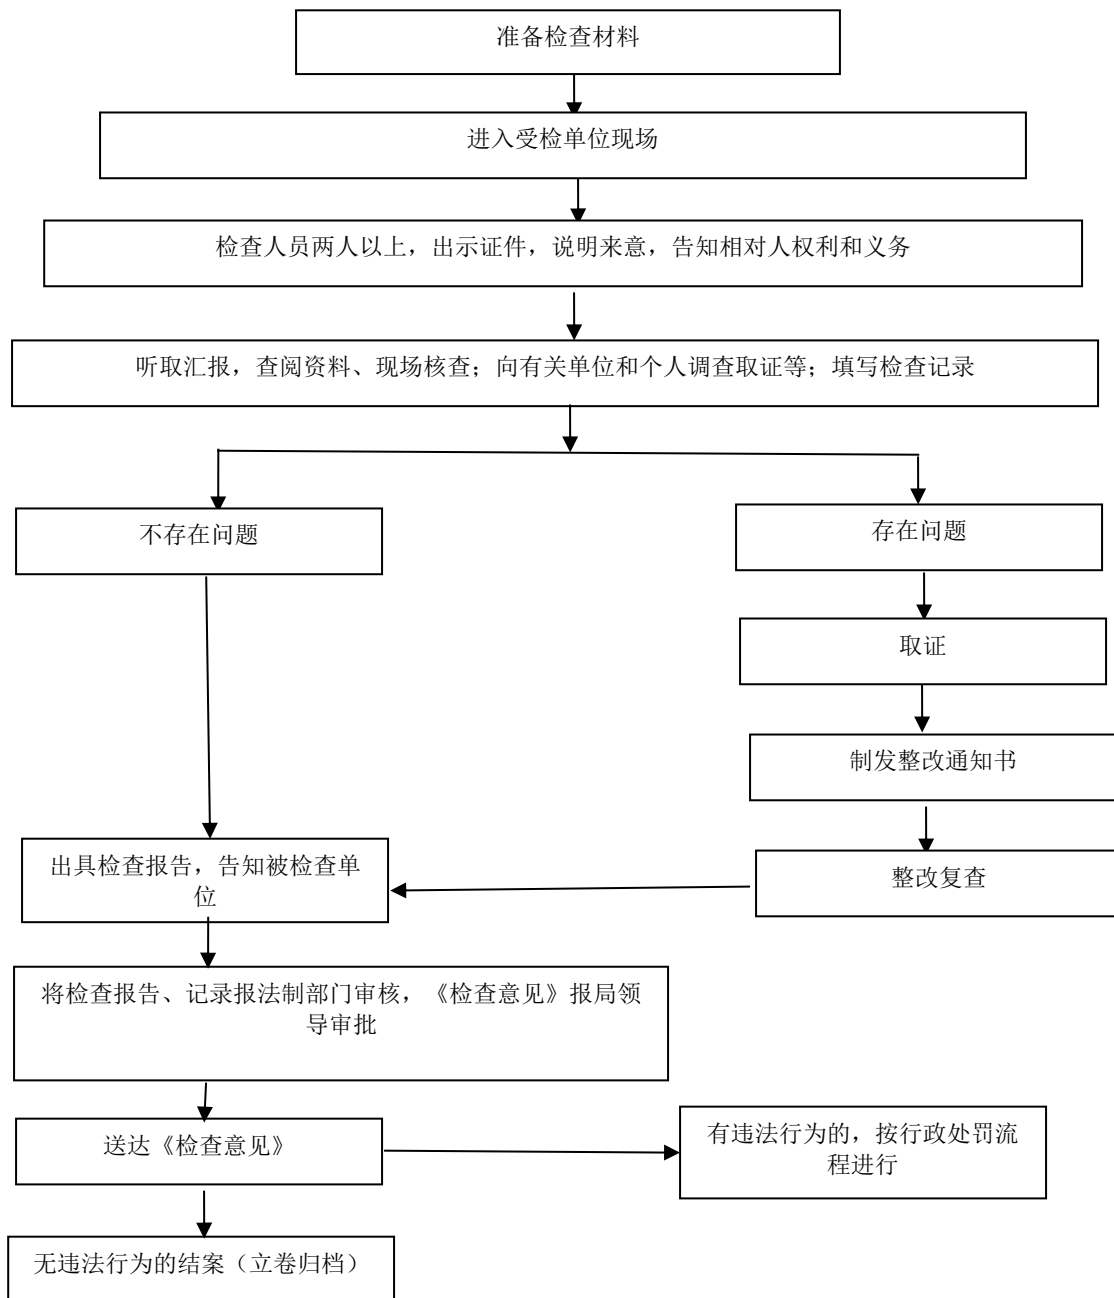 准备检查材料
进入受检单位现场
检查人员两人以上，出示证件，说明来意，告知相对人权利和义务
听取汇报，查阅资料、现场核查；向有关单位和个人调查取证等；填写检查记录
不存在问题
存在问题
取证
制发整改通知书
出具检查报告，告知被检查单
位
整改复查
将检查报告、记录报法制部门审核，《检查意见》报局领
导审批
送达《检查意见》
有违法行为的，按行政处罚流
程进行
无违法行为的结案（立卷归档）